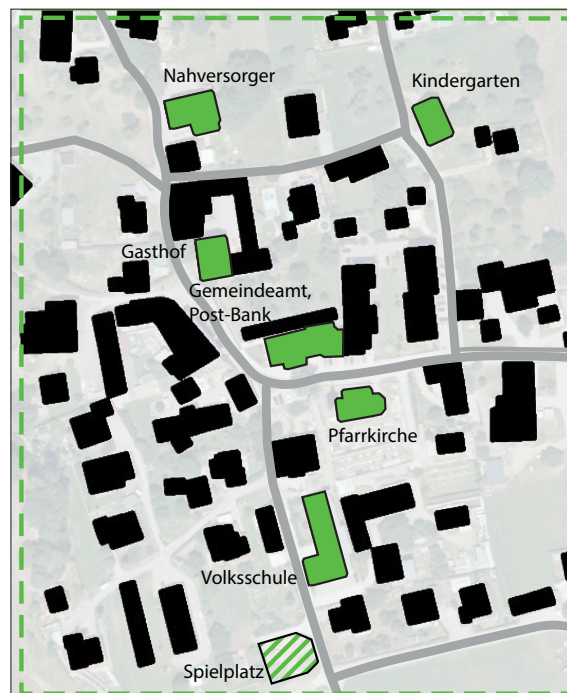 Nahversorger
Kindergarten
Gasthof
Gemeindeamt,
Post-Bank
Pfarrkirche
Volksschule
Spielplatz